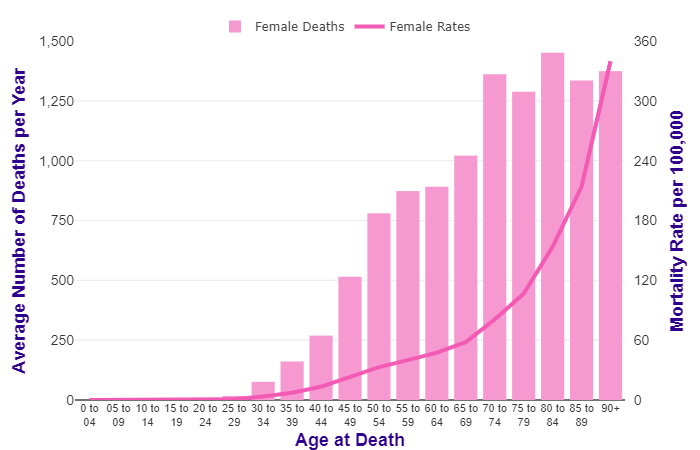 Female Deaths Female Rates
Average Number of Deaths per Year
1,500
1,250
1,000
750
500
250
0
360
300
240
180
120
60
0
Mortality Rate per 100,000
0 to 04
05 to 09
10 to 14
15 to 19
20 to 24
25 to 29
30 to 34
35 to 39
40 to 44
45 to 49
50 to 54
55 to 59
60 to 64
65 to 69
70 to 74
75 to 79
80 to 84
85 to 89
90+
Age at Death